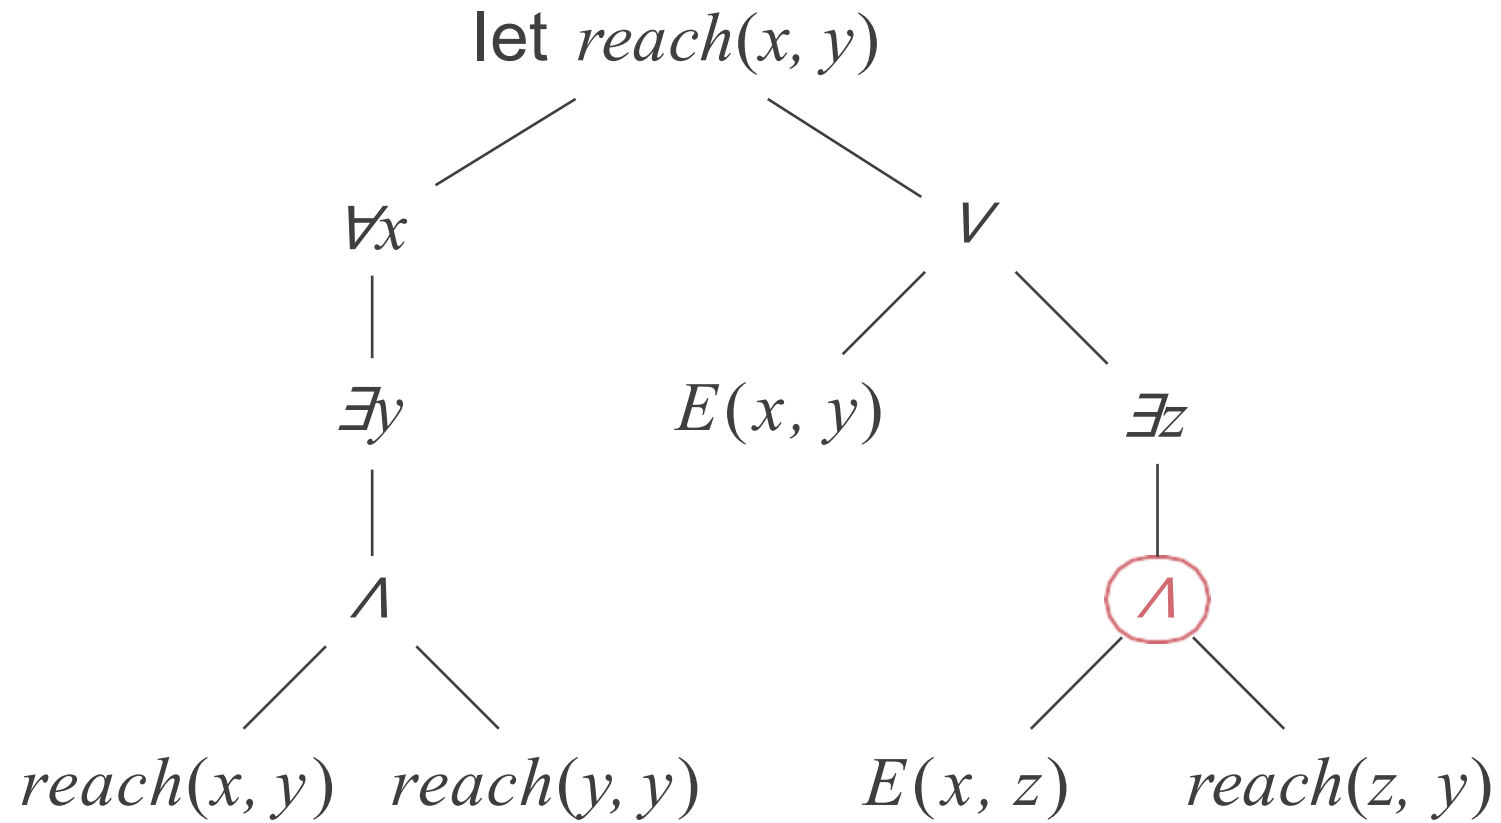 let reach(x, y)
∀x ∨
∃y E(x, y) ∃z
∧ ∧
reach(x, y) reach(y, y) E(x, z) reach(z, y)